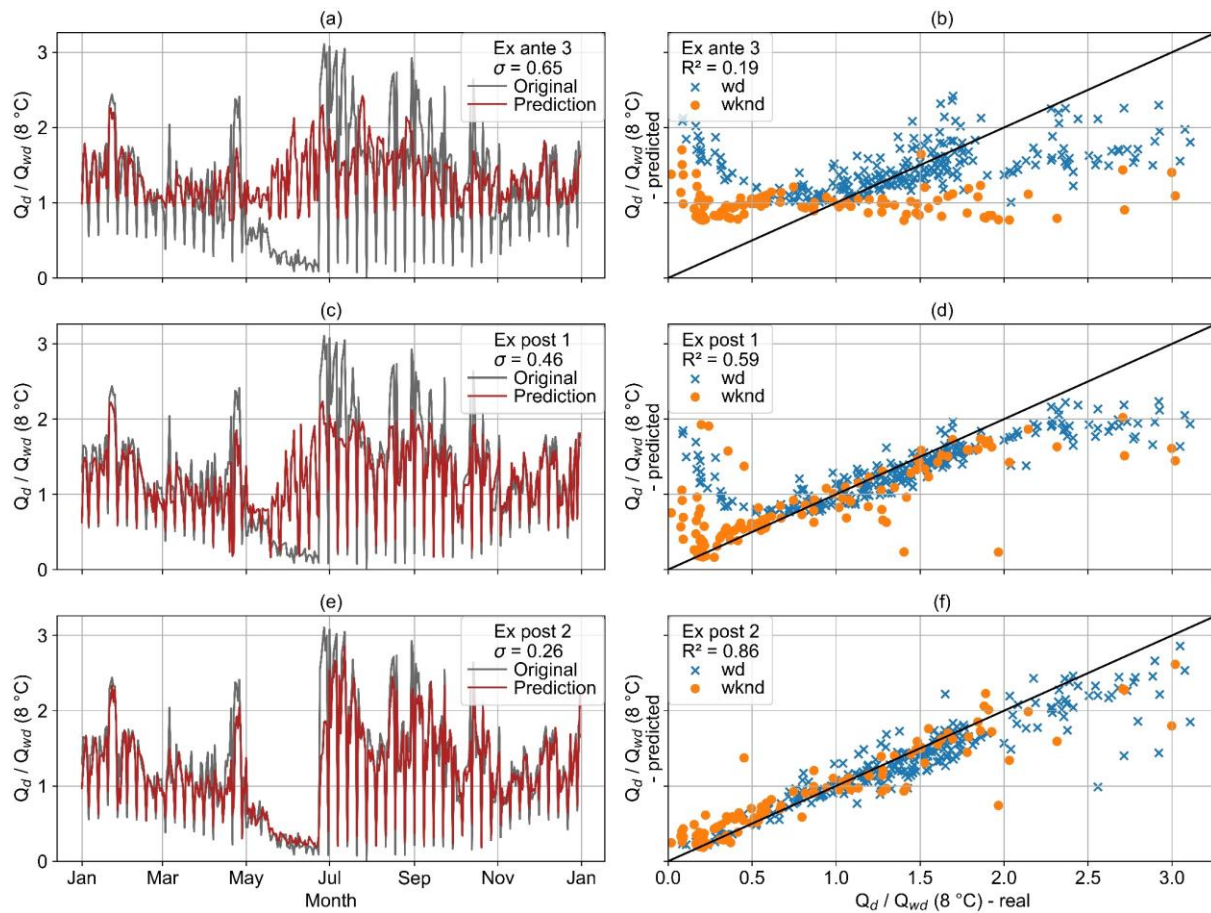 (a)
Q_d / Q_wd (8 °C)
3
2
1
0
Ex ante 3
σ = 0.65
Original
Prediction
(b)
Q_d / Q_wd (8 °C)
- predicted
Ex ante 3
R² = 0.19
wd
wknd
(c)
Q_d / Q_wd (8 °C)
3
2
1
0
Ex post 1
σ = 0.46
Original
Prediction
(d)
Q_d / Q_wd (8 °C)
- predicted
Ex post 1
R² = 0.59
wd
wknd
(e)
Q_d / Q_wd (8 °C)
3
2
1
0
Ex post 2
σ = 0.26
Original
Prediction
Jan Mar May Jul Sep Nov Jan
Month
(f)
Q_d / Q_wd (8 °C)
- predicted
Ex post 2
R² = 0.86
wd
wknd
0.0 0.5 1.0 1.5 2.0 2.5 3.0
Q_d / Q_wd (8 °C) - real